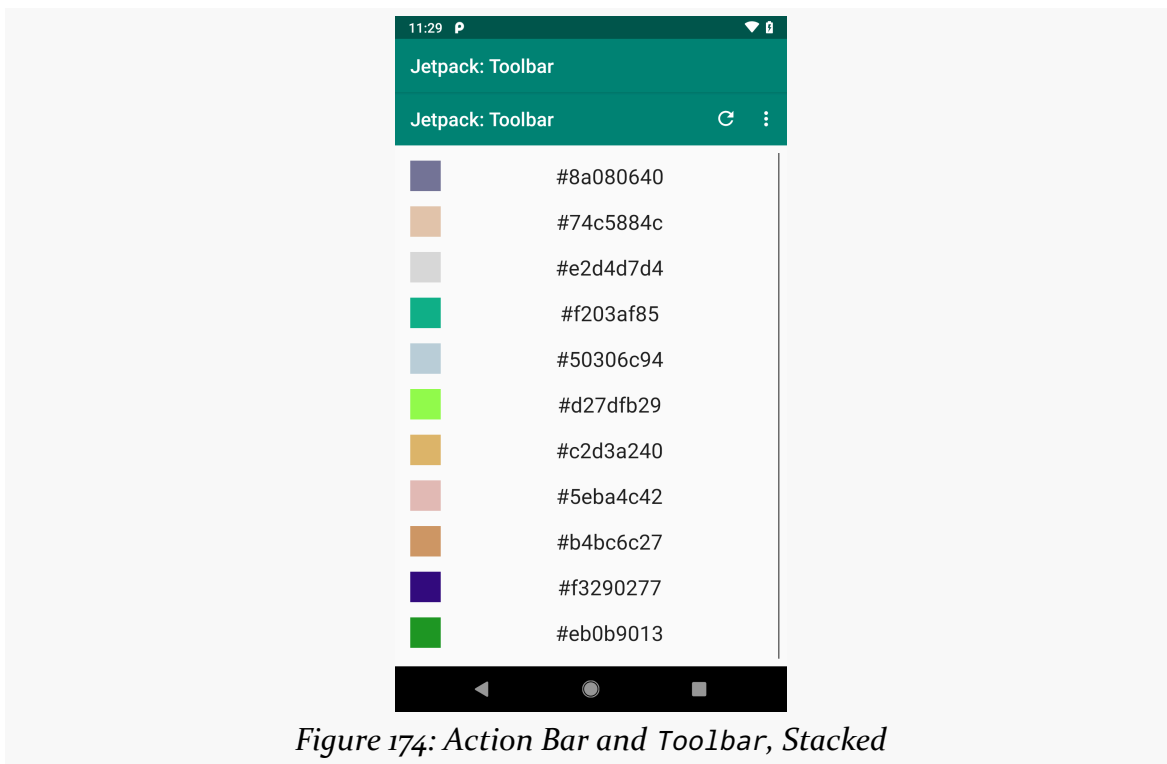 11:29
Jetpack: Toolbar
Jetpack: Toolbar
#8a080640
#74c5884c
#e2d4d7d4
#f203af85
#50306c94
#d27dfb29
#c2d3a240
#5eba4c42
#b4bc6c27
#f3290277
#eb0b9013
Figure 174: Action Bar and Toolbar, Stacked